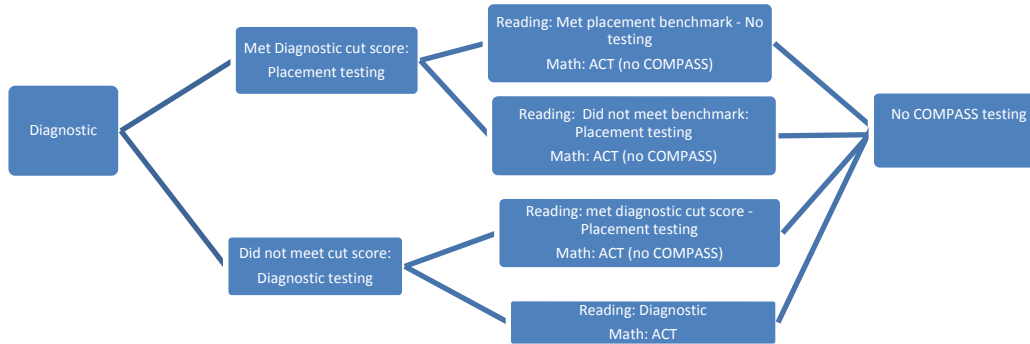 Diagnostic
Met Diagnostic cut score:
Placement testing
Did not meet cut score:
Diagnostic testing
Reading: Met placement benchmark - No
testing
Math: ACT (no COMPASS)
Reading:  Did not meet benchmark:
Placement testing
Math: ACT (no COMPASS)
Reading: met diagnostic cut score -
Placement testing
Math: ACT (no COMPASS)
Reading: Diagnostic
Math: ACT
No COMPASS testing